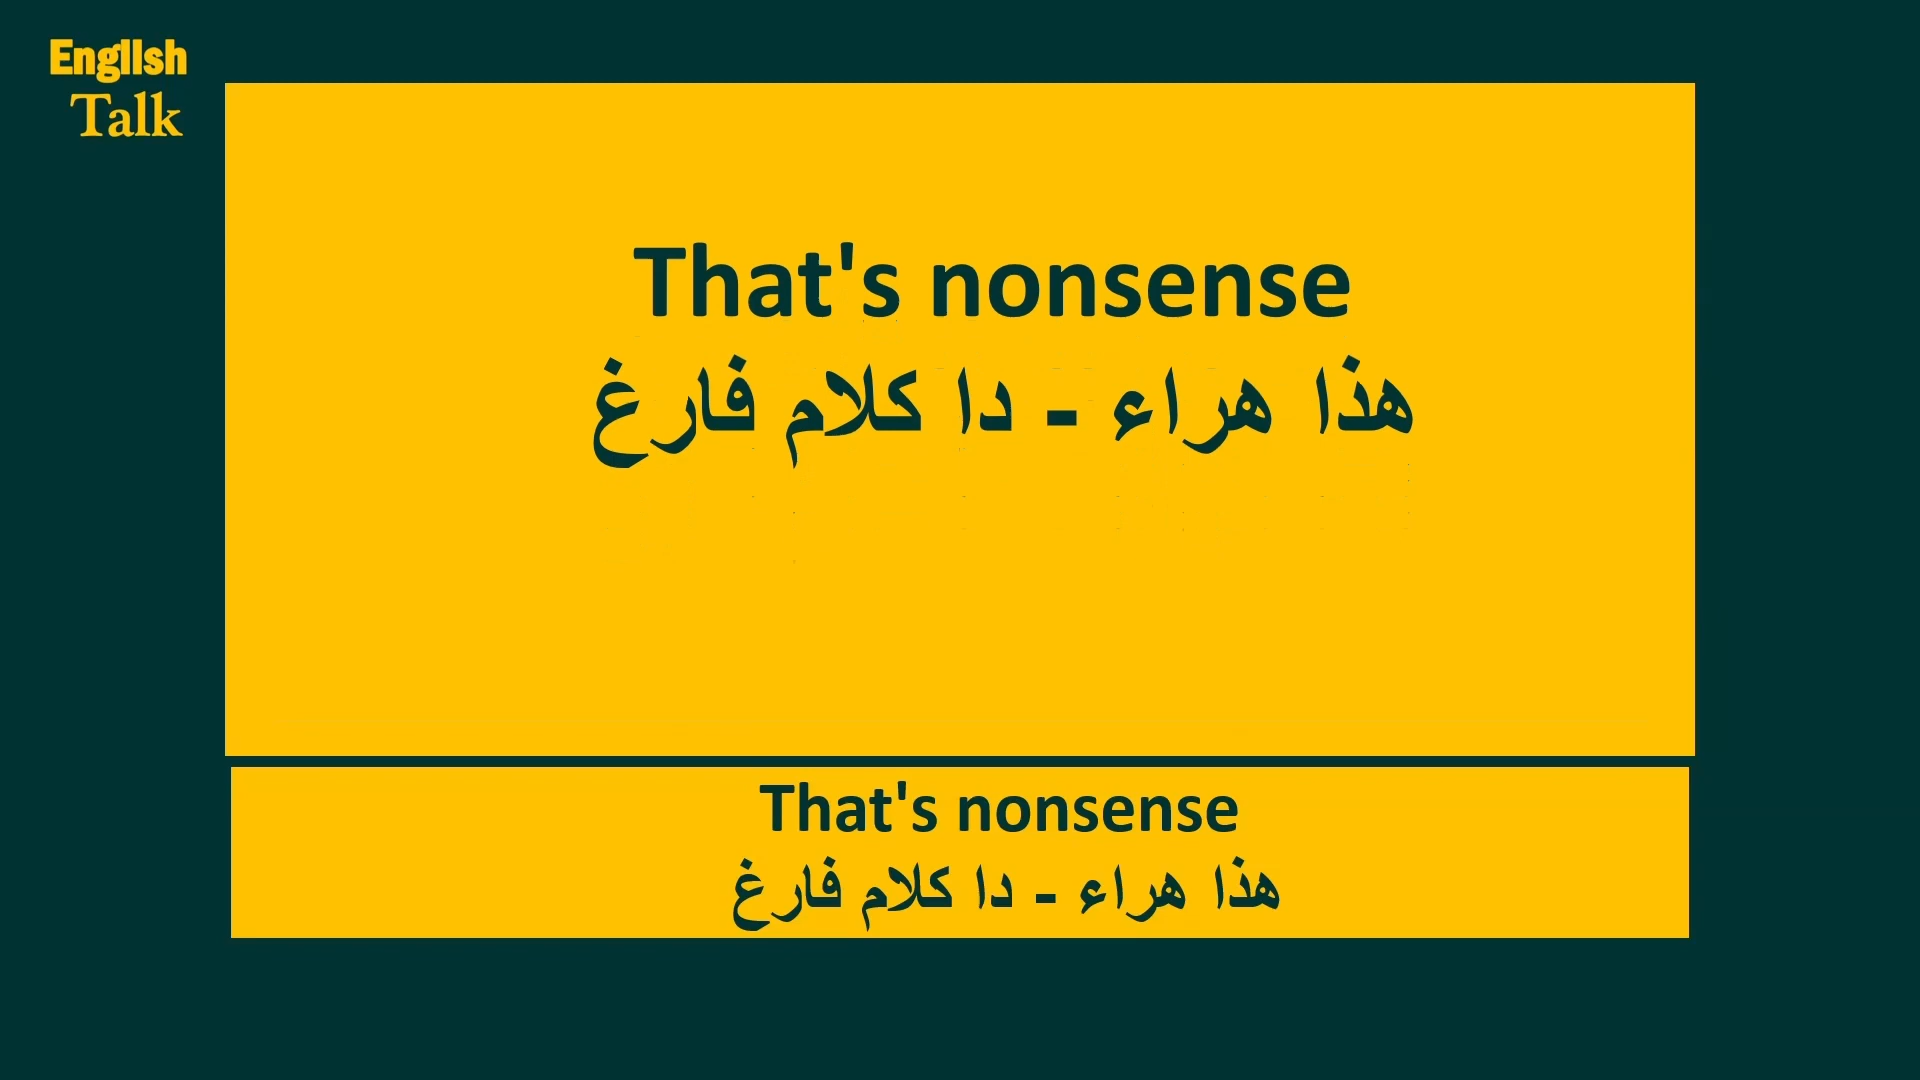 English
Talk
That's nonsense
هذا هراء - دا كلام فارغ
That's nonsense
هذا هراء - دا كلام فارغ